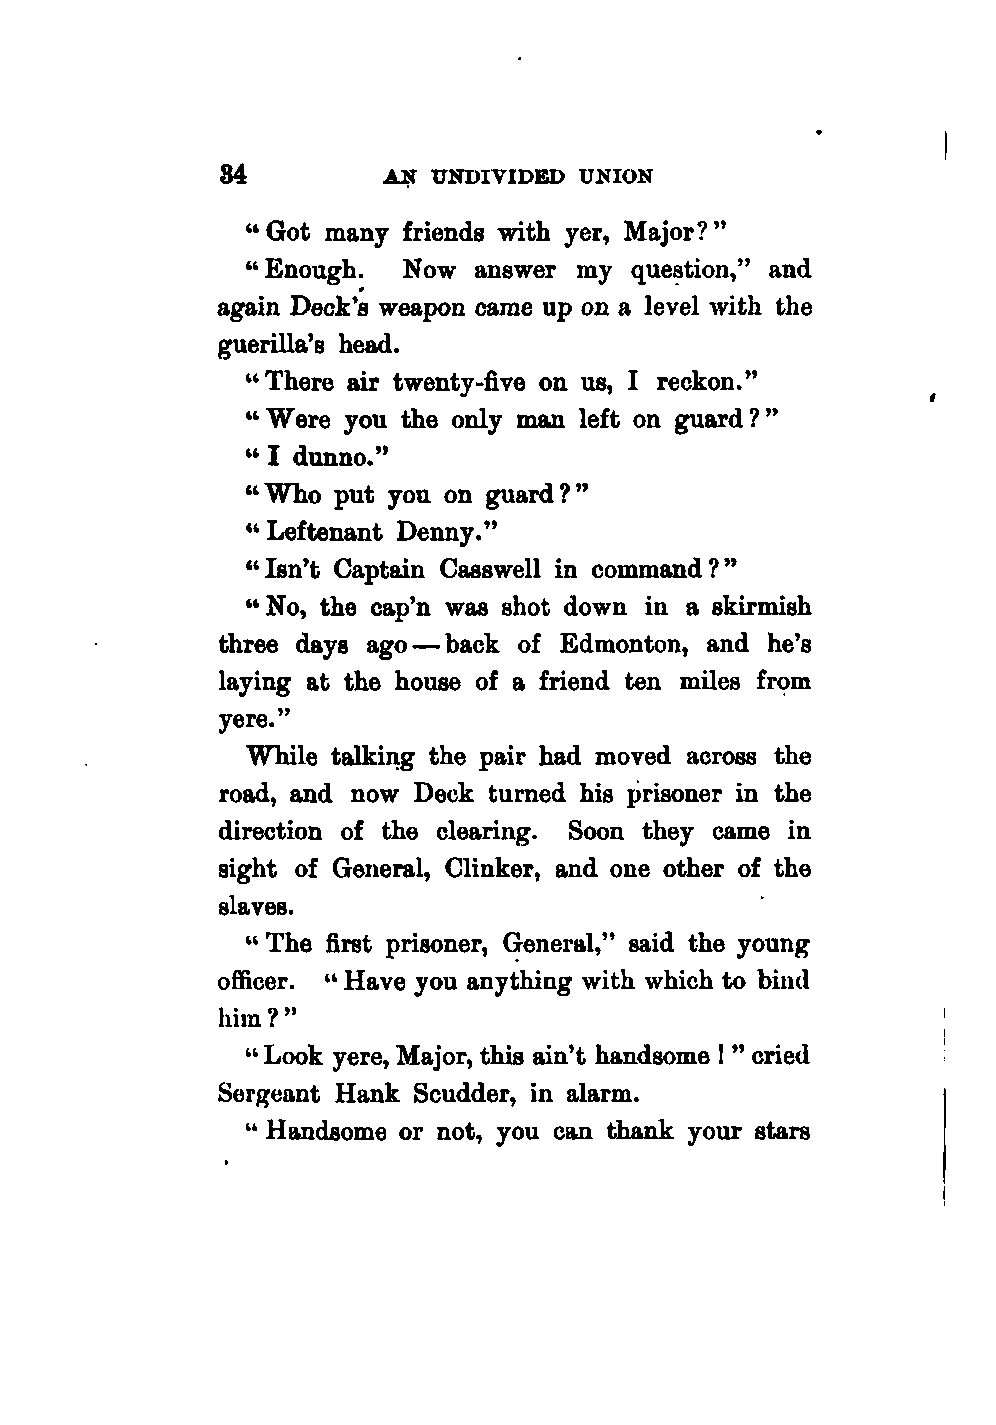 34 AN UNDIVIDED UNION
“Got many friends with yer, Major?”
“Enough. Now answer my question,” and
again Deck’s weapon came up on a level with the
guerilla’s head.
“There air twenty-five on us, I reckon.”
“Were you the only man left on guard?”
“I dunno.”
“Who put you on guard?”
“Leftenant Denny.”
“Isn’t Captain Casswell in command?”
“No, the cap’n was shot down in a skirmish
three days ago—back of Edmonton, and he’s
laying at the house of a friend ten miles from
yere.”
While talking the pair had moved across the
road, and now Deck turned his prisoner in the
direction of the clearing. Soon they came in
sight of General, Clinker, and one other of the
slaves.
“The first prisoner, General,” said the young
officer. “Have you anything with which to bind
him?”
“Look yere, Major, this ain’t handsome!” cried
Sergeant Hank Scudder, in alarm.
“Handsome or not, you can thank your stars